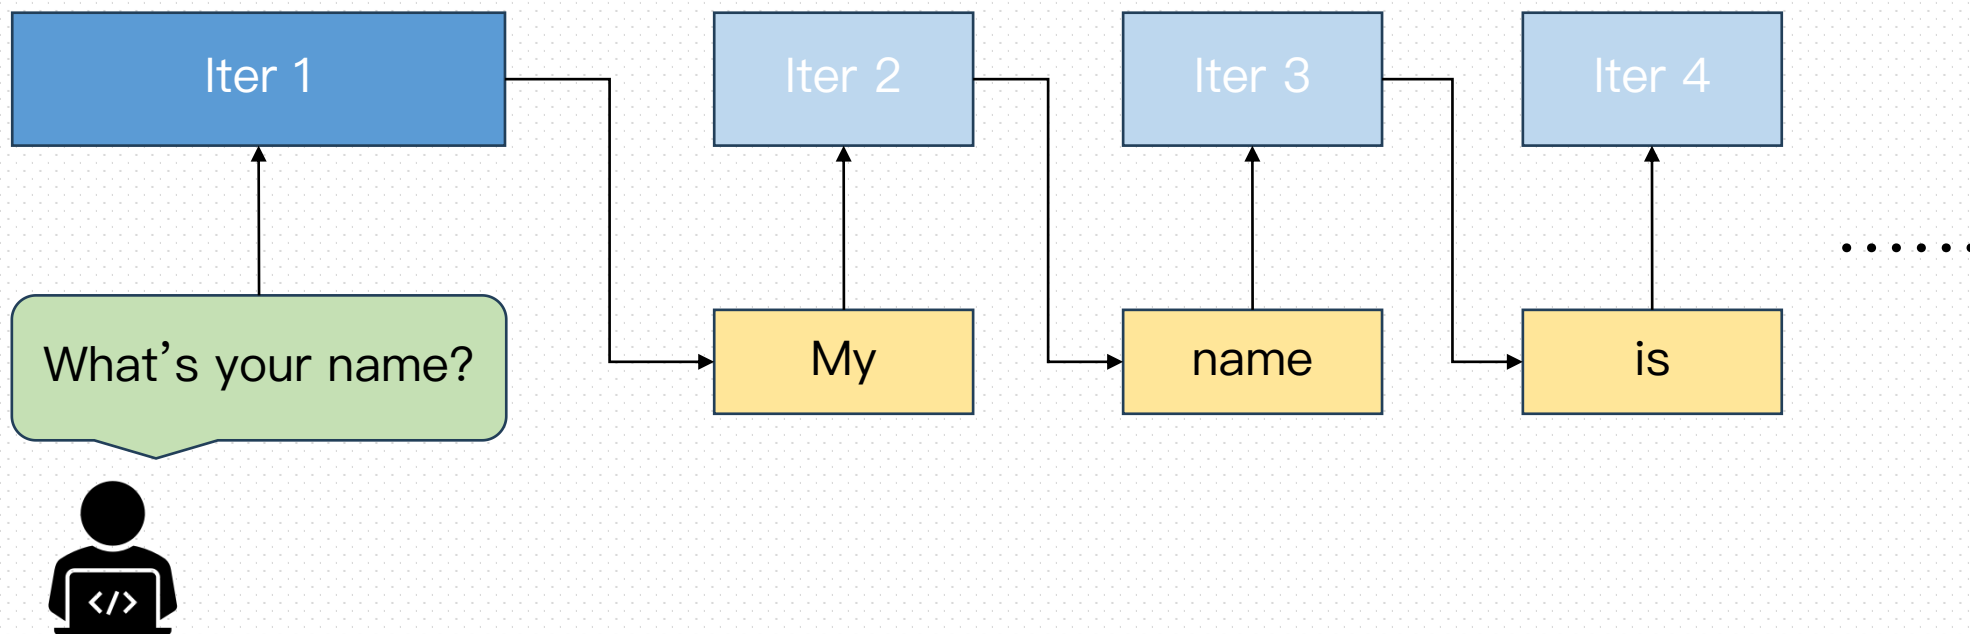 Iter 1
Iter 2
Iter 3
Iter 4
......
What’s your name?
My
name
is
</>